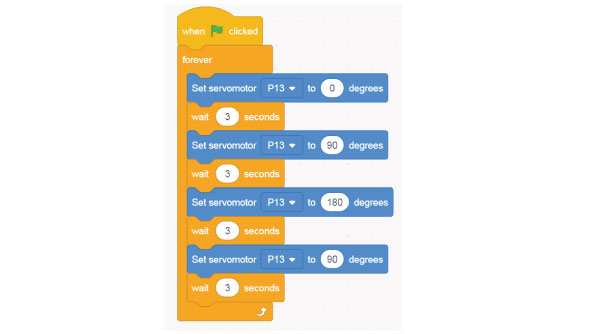 when clicked
forever
Set servomotor P13 to 0 degrees
wait 3 seconds
Set servomotor P13 to 90 degrees
wait 3 seconds
Set servomotor P13 to 180 degrees
wait 3 seconds
Set servomotor P13 to 90 degrees
wait 3 seconds